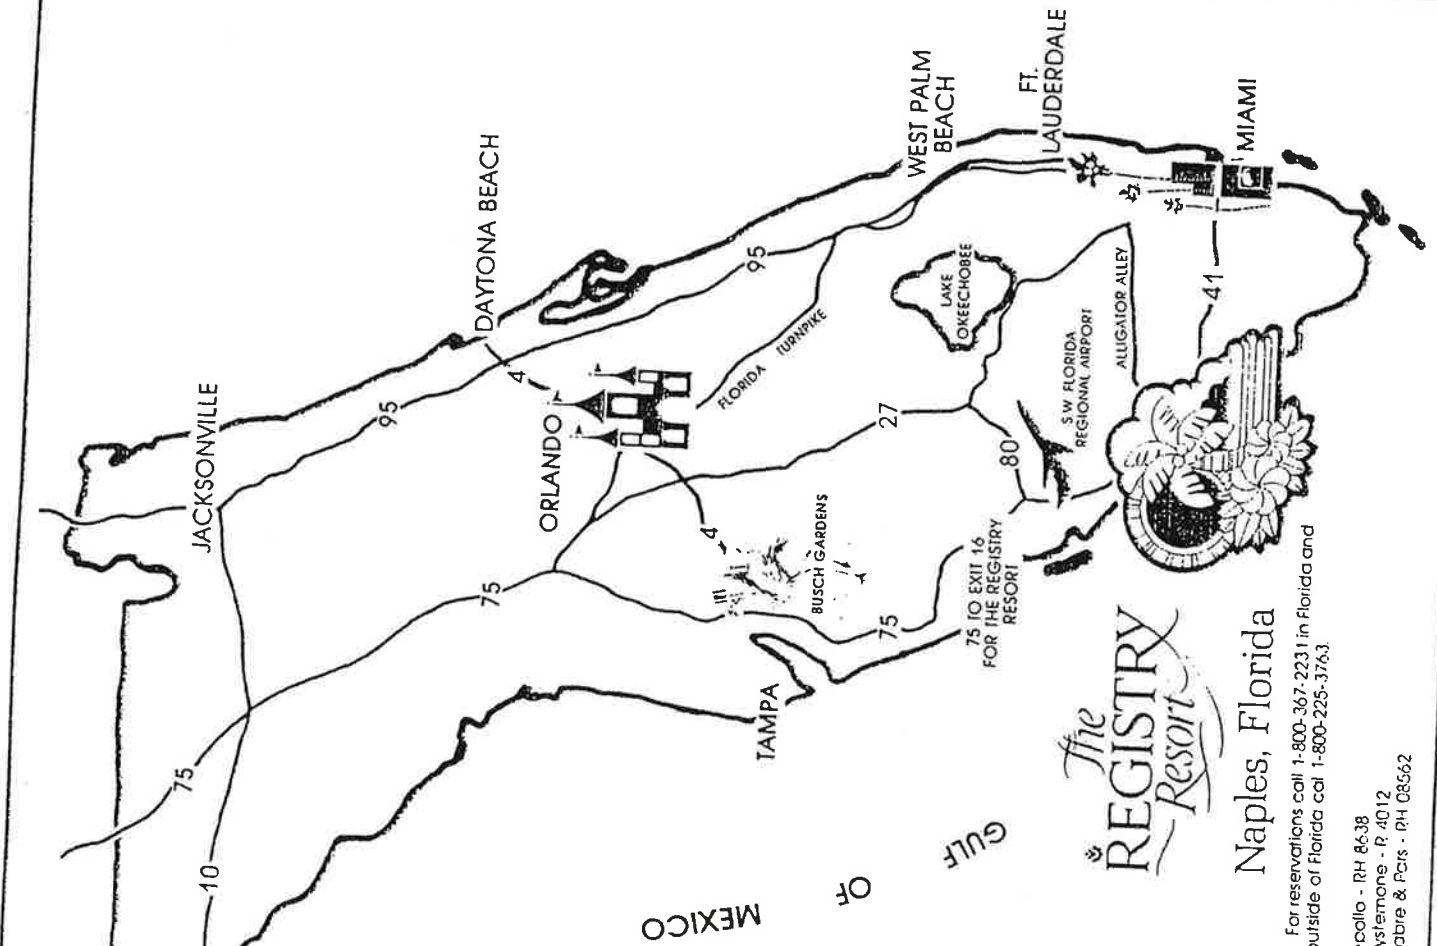 JACKSONVILLE
DAYTONA BEACH
WEST PALM
BEACH
FT.
LAUDERDALE
MIAMI
ORLANDO
TAMPA
BUSCH GARDENS
FLORIDA TURNPIKE
LAKE
OKEECHOBEE
S.W. FLORIDA
REGIONAL AIRPORT
ALLIGATOR ALLEY
95
95
4
4
75
75
75
10
27
80
41
75 TO EXIT 16
FOR THE REGISTRY
RESORT
GULF
OF
MEXICO
The
REGISTRY
Resort
Naples, Florida
For reservations call 1-800-367-2231 in Florida and
outside of Florida call 1-800-225-3763.
- RH 8638
ystemone - R 4012
abre & Pars - RH 08562